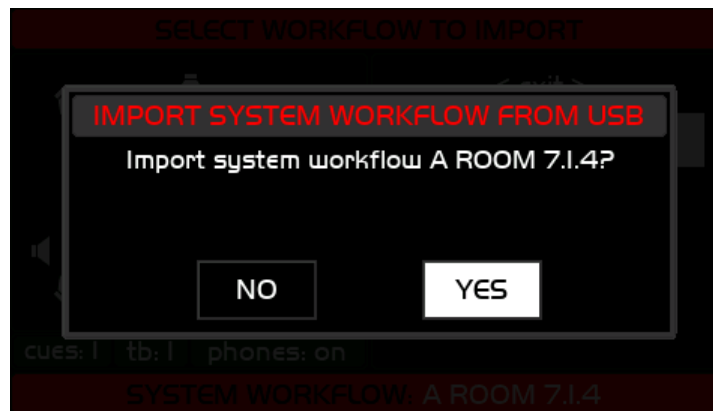 SELECT WORKFLOW TO IMPORT
< exit >
IMPORT SYSTEM WORKFLOW FROM USB
Import system workflow A ROOM 7.1.4?
NO
YES
cues: 1 tb: 1 phones: on
SYSTEM WORKFLOW: A ROOM 7.1.4